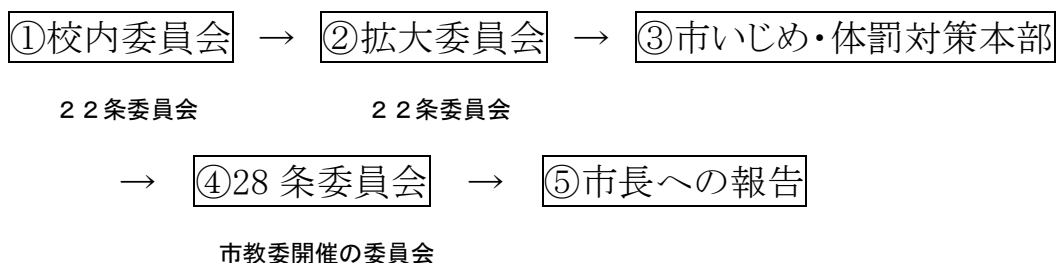 ①校内委員会 → ②拡大委員会 → ③市いじめ・体罰対策本部
２２条委員会 ２２条委員会
→ ④28 条委員会 → ⑤市長への報告
市教委開催の委員会